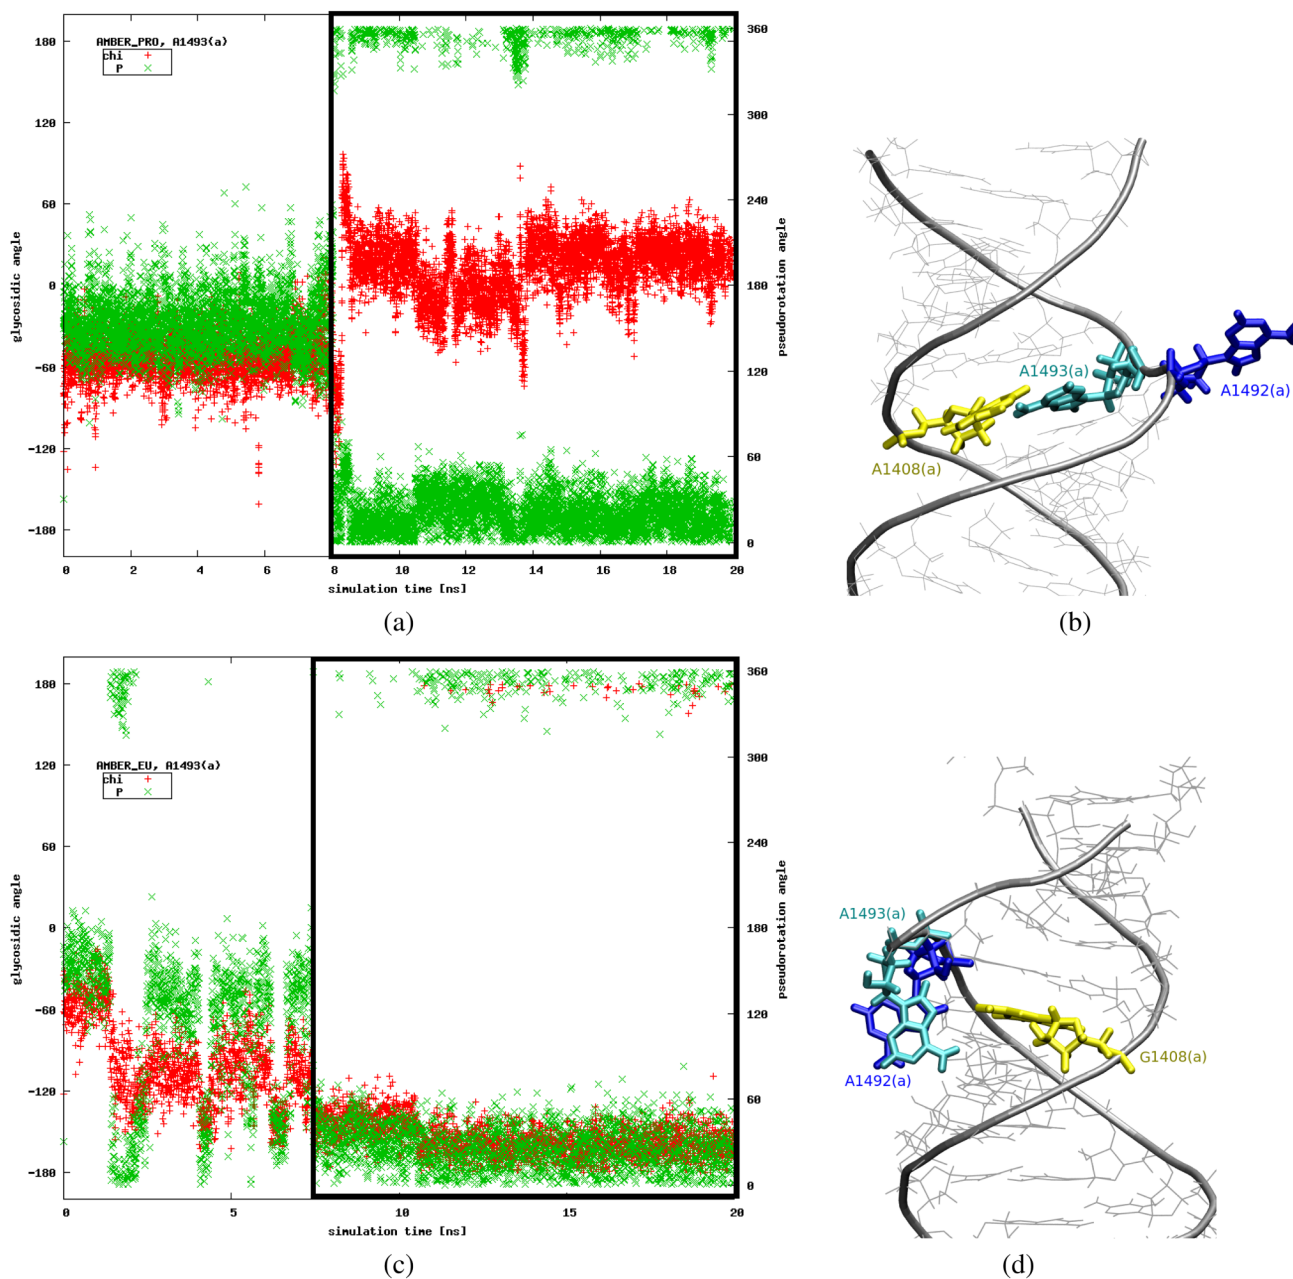 AMBER_PRO, A1493(a)
chi
P
glycosidic angle
180
120
60
0
-60
-120
-180
360
300
240
180
120
60
0
pseudorotation angle
0 2 4 6 8 10 12 14 16 18 20
simulation time [ns]
(a)
A1493(a)
A1492(a)
A1408(a)
(b)
AMBER_EU, A1493(a)
chi
P
glycosidic angle
180
120
60
0
-60
-120
-180
360
300
240
180
120
60
0
pseudorotation angle
0 5 10 15 20
simulation time [ns]
(c)
A1493(a)
G1408(a)
A1492(a)
(d)